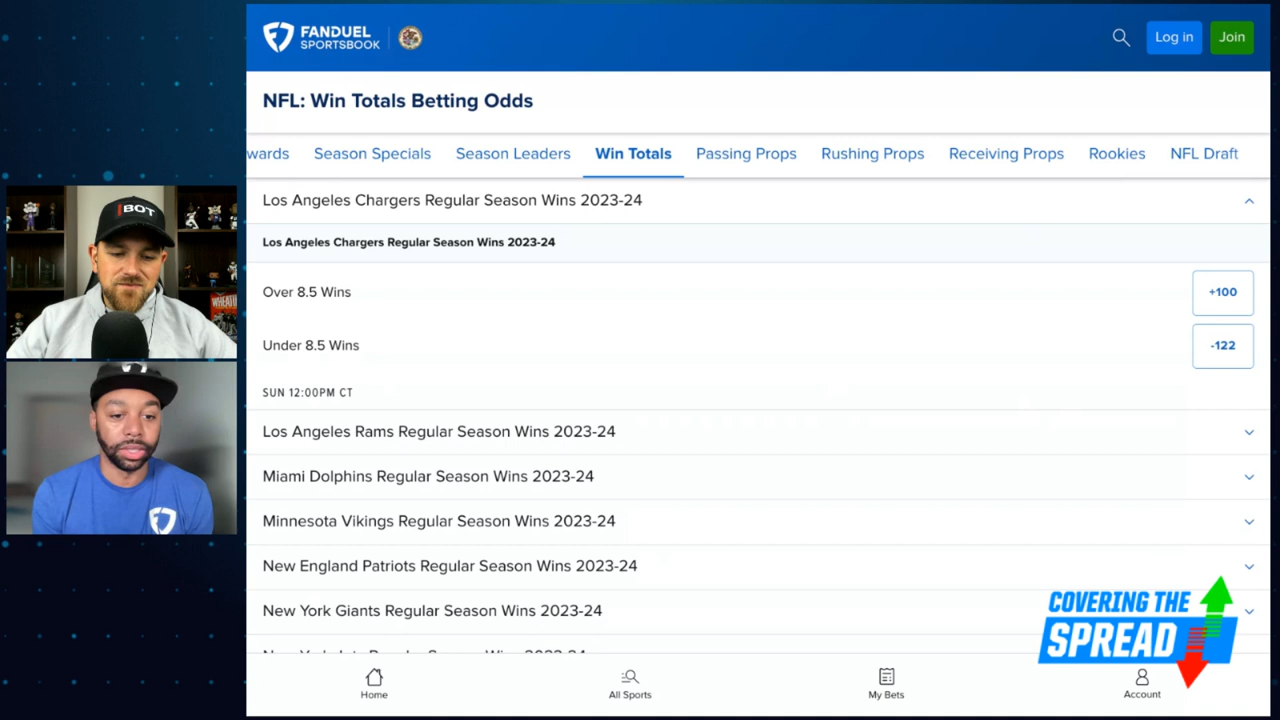 FANDUEL
SPORTSBOOK
Log in
Join
NFL: Win Totals Betting Odds
wards
Season Specials
Season Leaders
Win Totals
Passing Props
Rushing Props
Receiving Props
Rookies
NFL Draft
Los Angeles Chargers Regular Season Wins 2023-24
Los Angeles Chargers Regular Season Wins 2023-24
Over 8.5 Wins
+100
Under 8.5 Wins
-122
SUN 12:00PM CT
Los Angeles Rams Regular Season Wins 2023-24
Miami Dolphins Regular Season Wins 2023-24
Minnesota Vikings Regular Season Wins 2023-24
New England Patriots Regular Season Wins 2023-24
New York Giants Regular Season Wins 2023-24
Home
All Sports
My Bets
Account
COVERING THE
SPREAD
BOT
WHEATIE